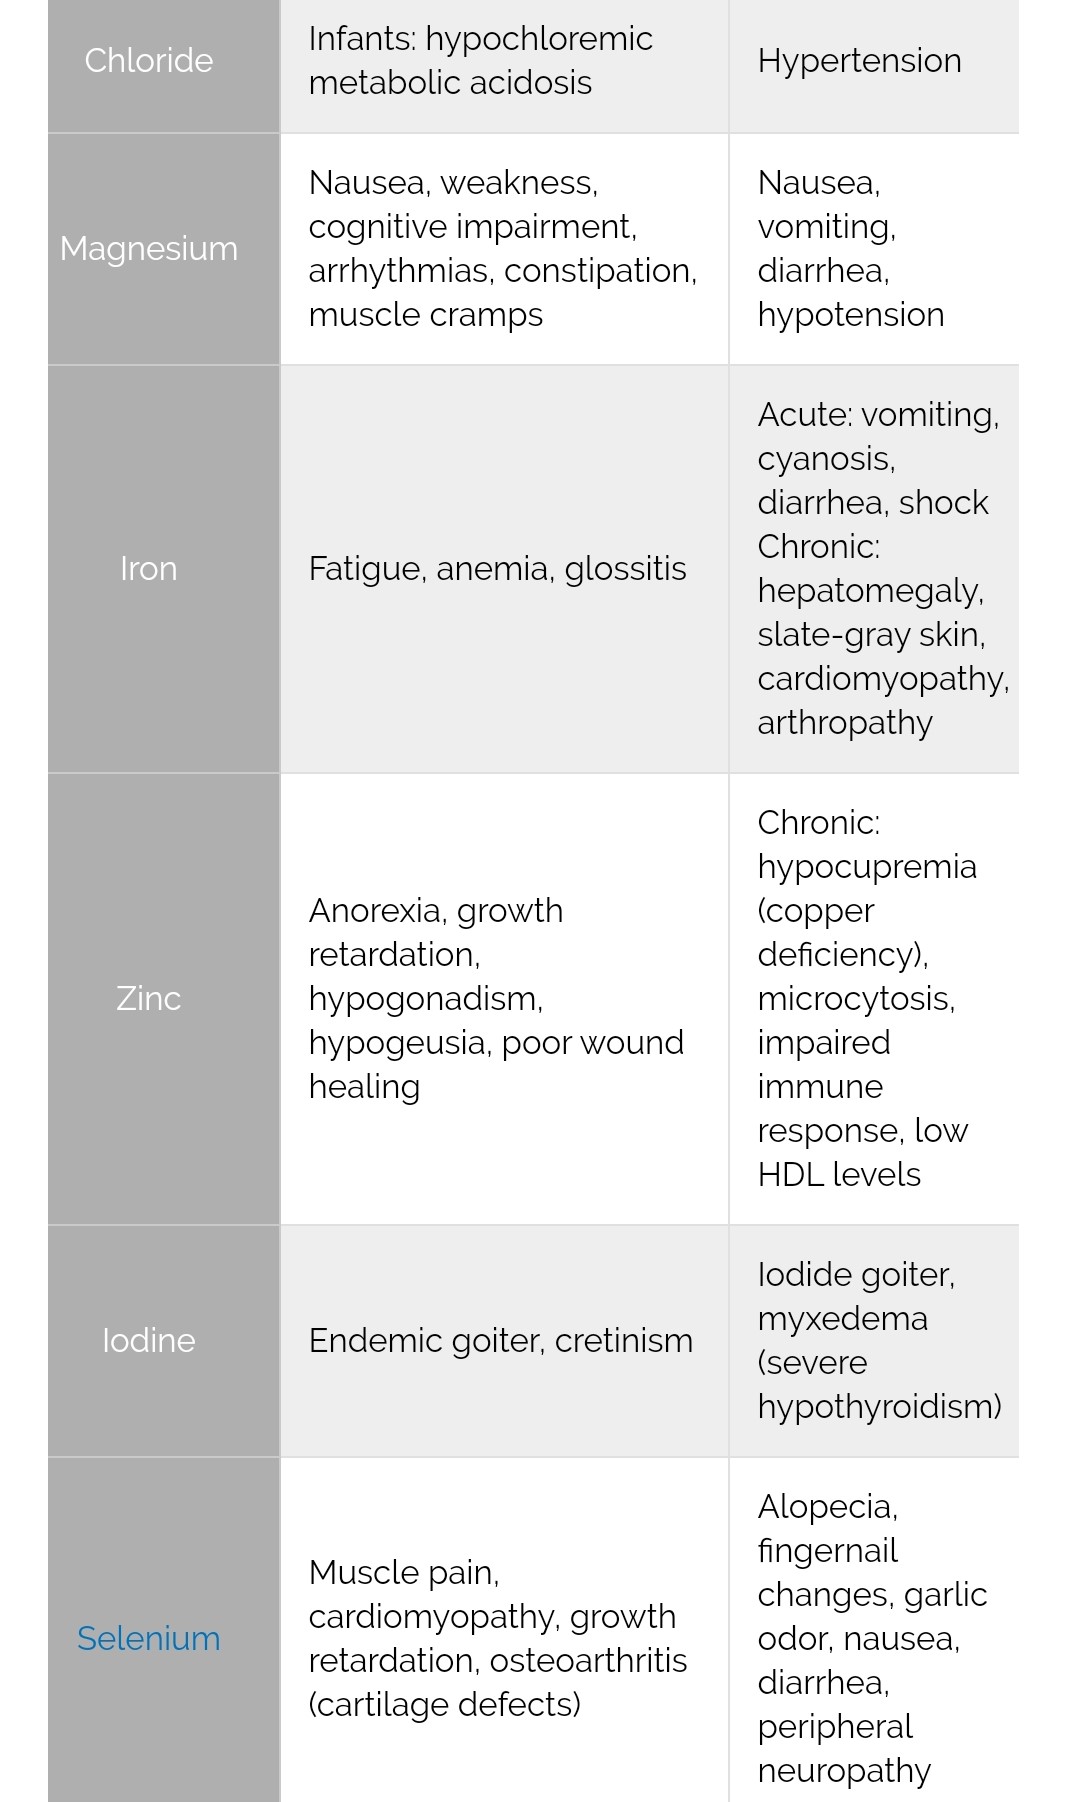 Chloride
Infants: hypochloremic
metabolic acidosis
Hypertension
Magnesium
Nausea, weakness,
cognitive impairment,
arrhythmias, constipation,
muscle cramps
Nausea,
vomiting,
diarrhea,
hypotension
Iron
Fatigue, anemia, glossitis
Acute: vomiting,
cyanosis,
diarrhea, shock
Chronic:
hepatomegaly,
slate-gray skin,
cardiomyopathy,
arthropathy
Zinc
Anorexia, growth
retardation,
hypogonadism,
hypogeusia, poor wound
healing
Chronic:
hypocupremia
(copper
deficiency),
microcytosis,
impaired
immune
response, low
HDL levels
Iodine
Endemic goiter, cretinism
Iodide goiter,
myxedema
(severe
hypothyroidism)
Selenium
Muscle pain,
cardiomyopathy, growth
retardation, osteoarthritis
(cartilage defects)
Alopecia,
fingernail
changes, garlic
odor, nausea,
diarrhea,
peripheral
neuropathy